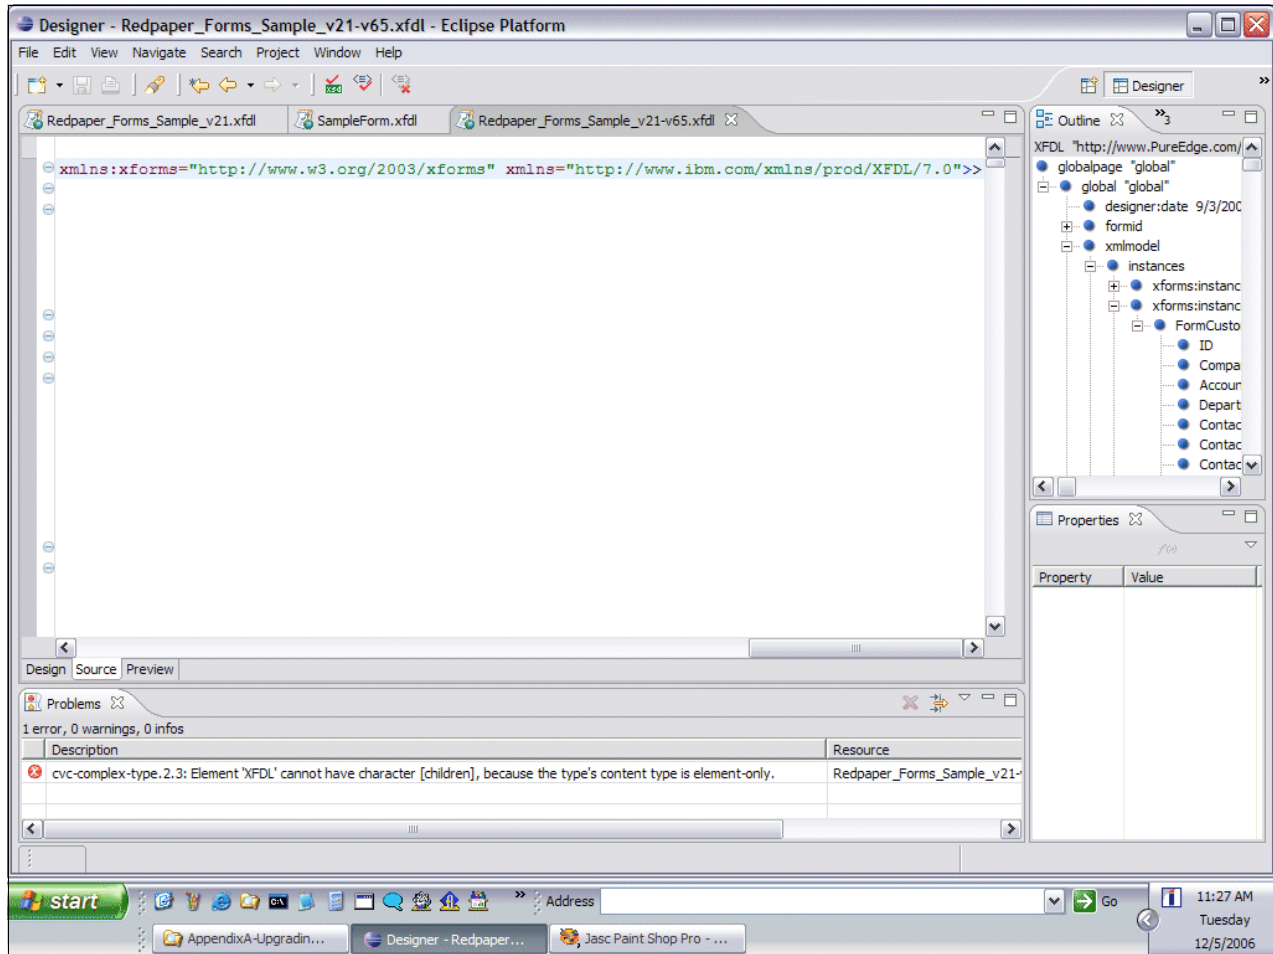 Designer - Redpaper_Forms_Sample_v21-v65.xfdl - Eclipse Platform
File Edit View Navigate Search Project Window Help
Designer
Redpaper_Forms_Sample_v21.xfdl
SampleForm.xfdl
Redpaper_Forms_Sample_v21-v65.xfdl
xmlns:xforms="http://www.w3.org/2003/xforms" xmlns="http://www.ibm.com/xmlns/prod/XFDL/7.0">>
Design Source Preview
Outline
3
XFDL "http://www.PureEdge.com/
globalpage "global"
global "global"
designer:date 9/3/200
formid
xmlmodel
instances
xforms:instanc
xforms:instanc
FormCusto
ID
Compa
Accoun
Depart
Contac
Contac
Contac
Properties
Property Value
Problems
1 error, 0 warnings, 0 infos
Description Resource
cvc-complex-type.2.3: Element 'XFDL' cannot have character [children], because the type's content type is element-only. Redpaper_Forms_Sample_v21-
start
Address
Go
11:27 AM
Tuesday
12/5/2006
AppendixA-Upgradin...
Designer - Redpaper...
Jasc Paint Shop Pro - ...